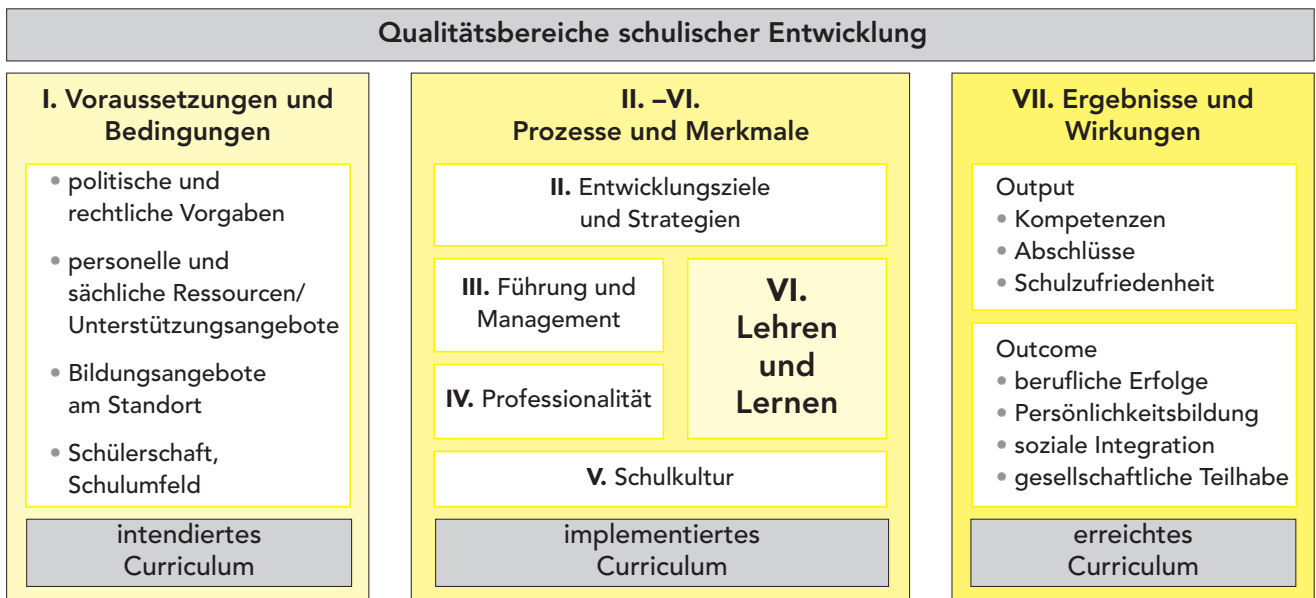 Qualitätsbereiche schulischer Entwicklung
I. Voraussetzungen und
Bedingungen
• politische und
rechtliche Vorgaben
• personelle und
sächliche Ressourcen/
Unterstützungsangebote
• Bildungsangebote
am Standort
• Schülerschaft,
Schulumfeld
intendiertes
Curriculum
II. –VI.
Prozesse und Merkmale
II. Entwicklungsziele
und Strategien
III. Führung und
Management
IV. Professionalität
VI.
Lehren
und
Lernen
V. Schulkultur
implementiertes
Curriculum
VII. Ergebnisse und
Wirkungen
Output
• Kompetenzen
• Abschlüsse
• Schulzufriedenheit
Outcome
• berufliche Erfolge
• Persönlichkeitsbildung
• soziale Integration
• gesellschaftliche Teilhabe
erreichtes
Curriculum